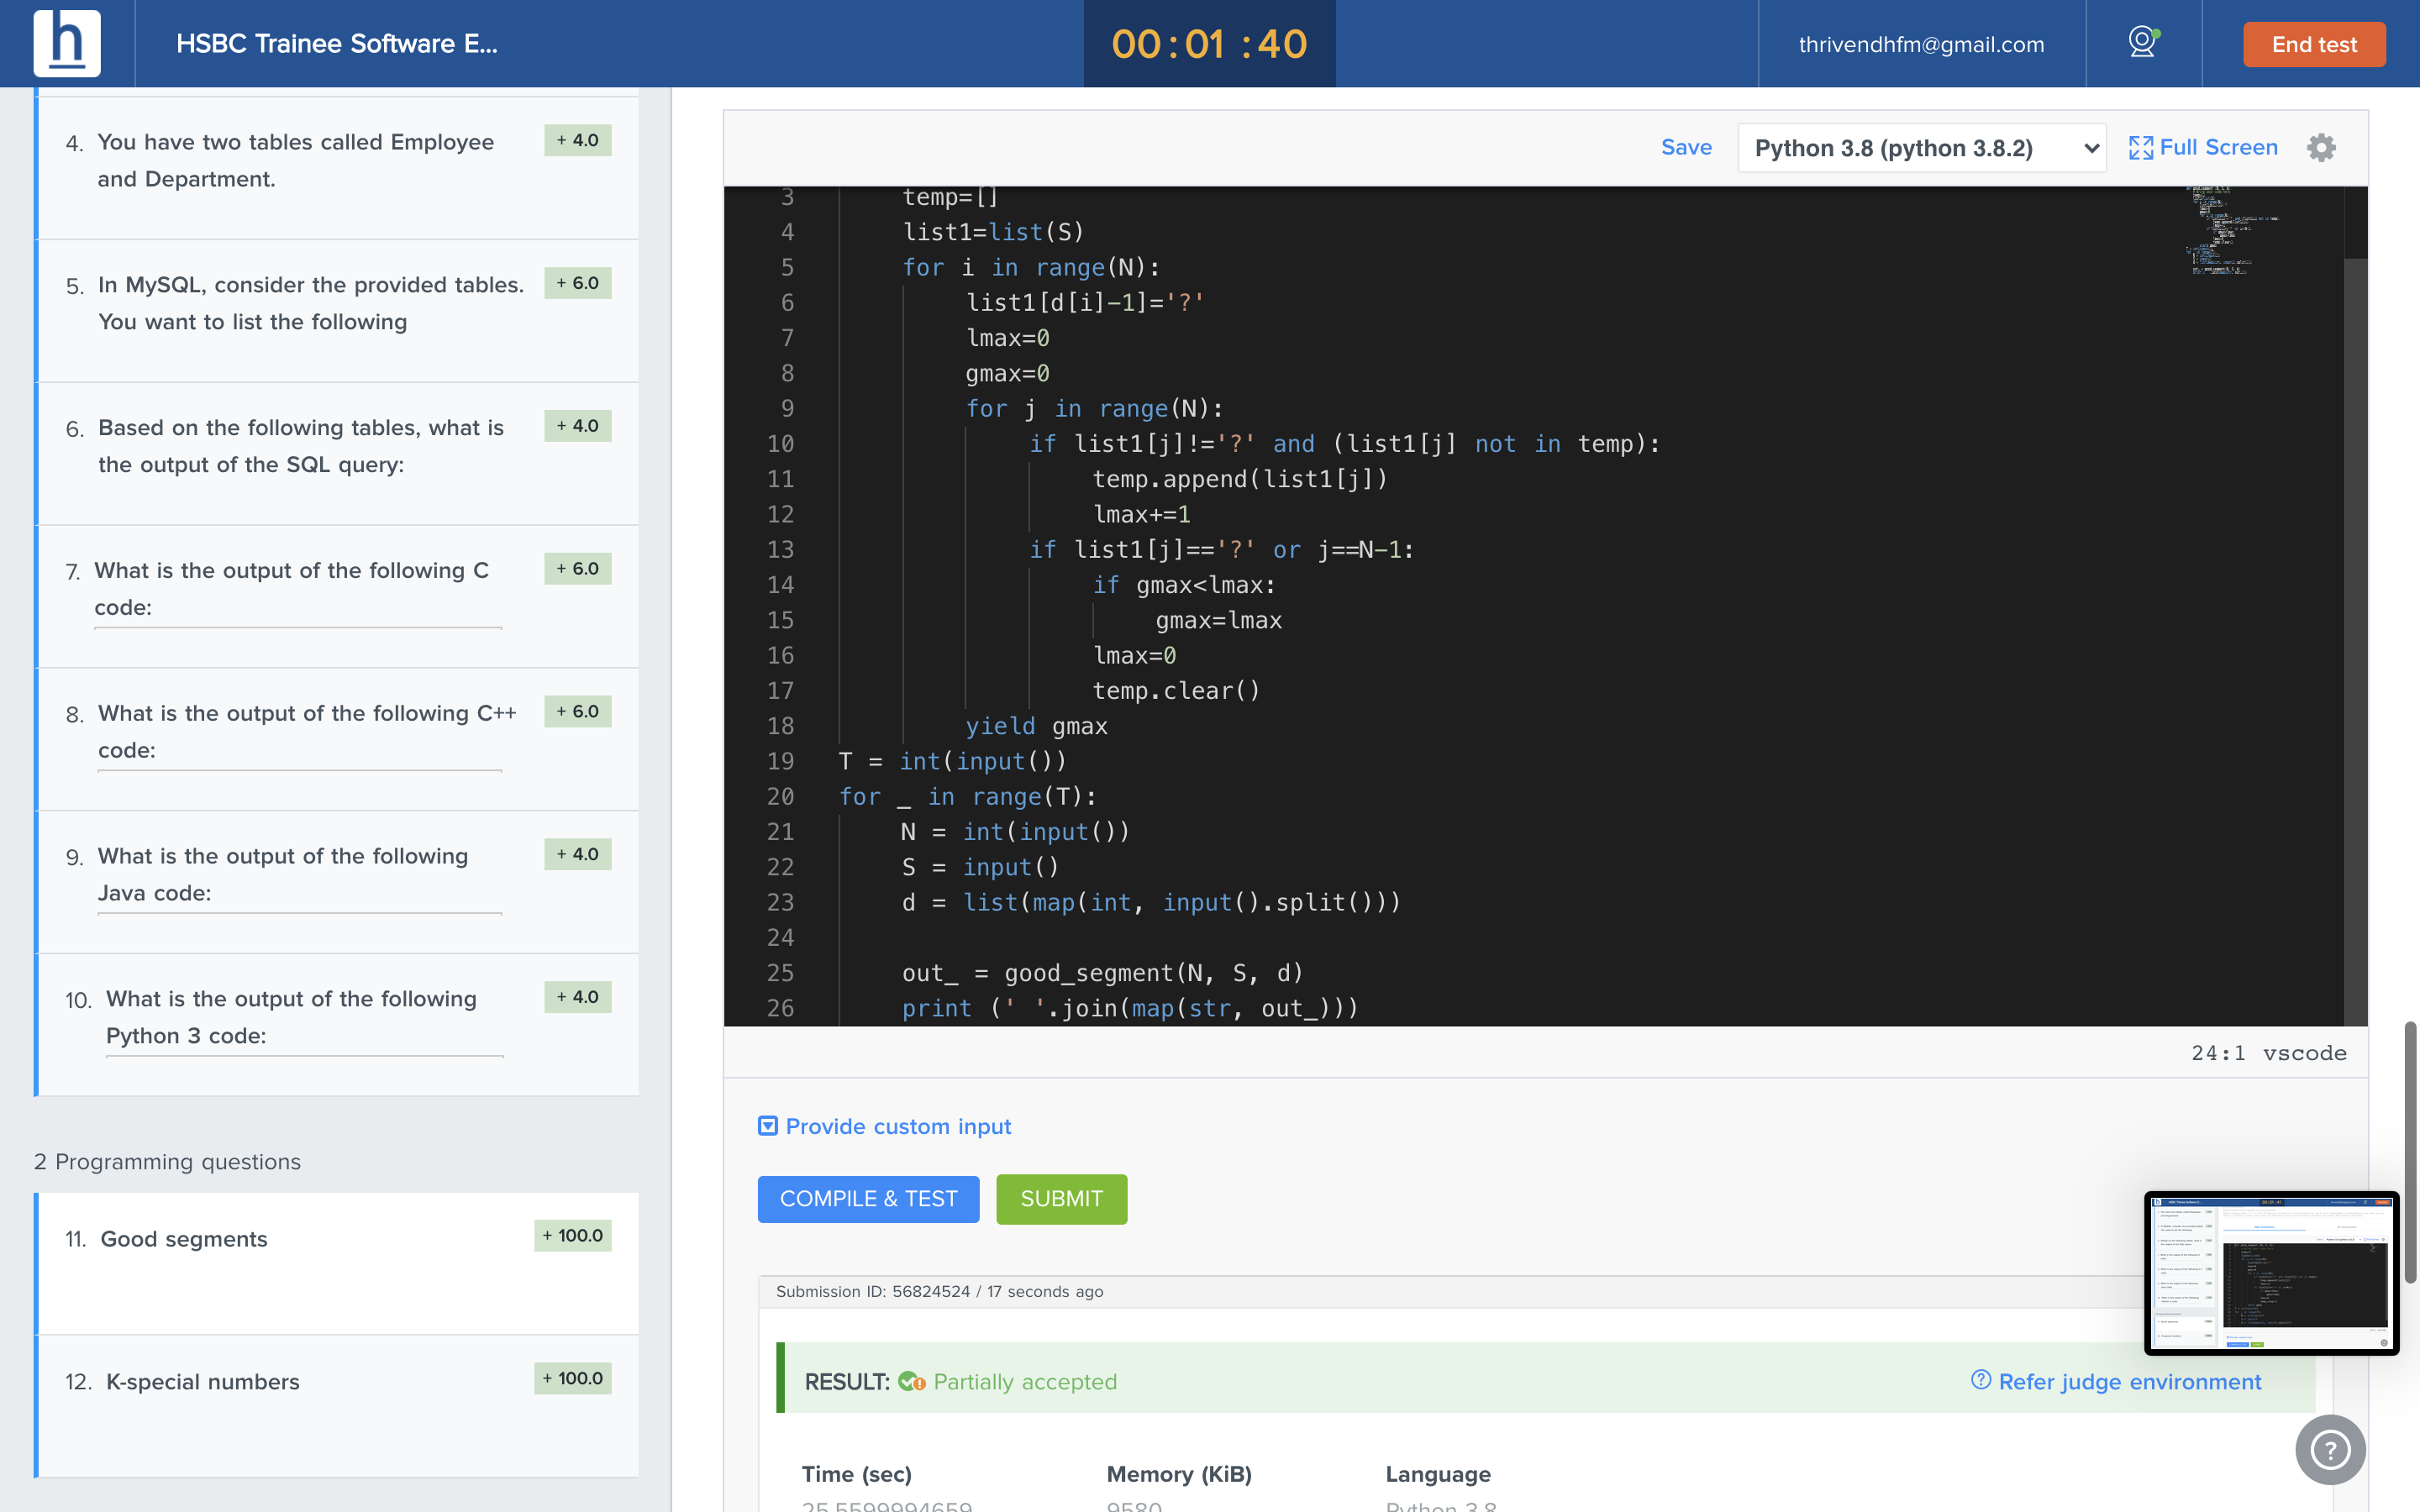 h
HSBC Trainee Software E...
00:01 :40
thrivendhfm@gmail.com
End test
4. You have two tables called Employee
and Department.
+ 4.0
5. In MySQL, consider the provided tables.
You want to list the following
+ 6.0
6. Based on the following tables, what is
the output of the SQL query:
+ 4.0
7. What is the output of the following C
code:
+ 6.0
8. What is the output of the following C++
code:
+ 6.0
9. What is the output of the following
Java code:
+ 4.0
10. What is the output of the following
Python 3 code:
+ 4.0
2 Programming questions
11. Good segments
+ 100.0
12. K-special numbers
+ 100.0
Save
Python 3.8 (python 3.8.2)
Full Screen
3 temp=[]
4 list1=list(S)
5 for i in range(N):
6 list1[d[i]-1]='?'
7 lmax=0
8 gmax=0
9 for j in range(N):
10 if list1[j]!='?' and (list1[j] not in temp):
11 temp.append(list1[j])
12 lmax+=1
13 if list1[j]=='?' or j==N-1:
14 if gmax<lmax:
15 gmax=lmax
16 lmax=0
17 temp.clear()
18 yield gmax
19 T = int(input())
20 for _ in range(T):
21 N = int(input())
22 S = input()
23 d = list(map(int, input().split()))
24
25 out_ = good_segment(N, S, d)
26 print (' '.join(map(str, out_)))
24:1 vscode
Provide custom input
COMPILE & TEST
SUBMIT
Submission ID: 56824524 / 17 seconds ago
RESULT: Partially accepted
? Refer judge environment
Time (sec)
Memory (KiB)
Language
25.5599994659
9580
Python 3.8
?